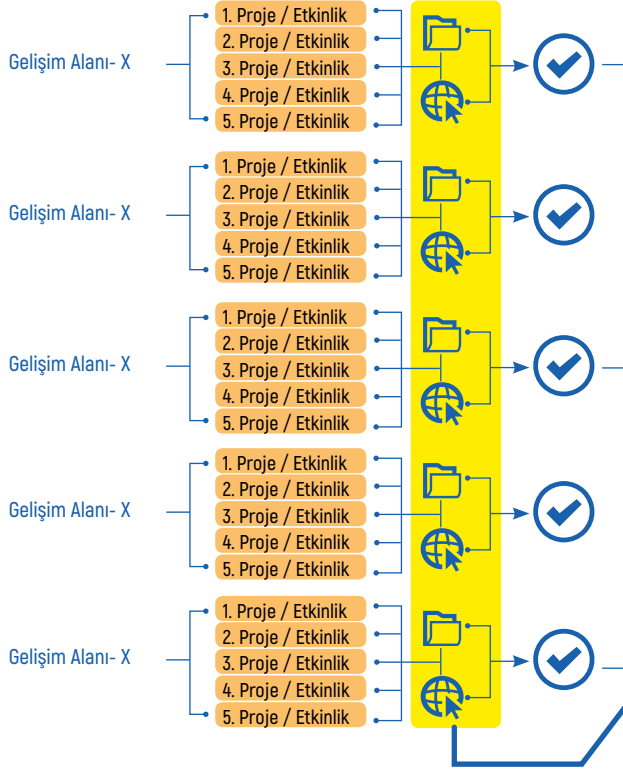 Gelişim Alanı- X
1. Proje / Etkinlik
2. Proje / Etkinlik
3. Proje / Etkinlik
4. Proje / Etkinlik
5. Proje / Etkinlik
Gelişim Alanı- X
1. Proje / Etkinlik
2. Proje / Etkinlik
3. Proje / Etkinlik
4. Proje / Etkinlik
5. Proje / Etkinlik
Gelişim Alanı- X
1. Proje / Etkinlik
2. Proje / Etkinlik
3. Proje / Etkinlik
4. Proje / Etkinlik
5. Proje / Etkinlik
Gelişim Alanı- X
1. Proje / Etkinlik
2. Proje / Etkinlik
3. Proje / Etkinlik
4. Proje / Etkinlik
5. Proje / Etkinlik
Gelişim Alanı- X
1. Proje / Etkinlik
2. Proje / Etkinlik
3. Proje / Etkinlik
4. Proje / Etkinlik
5. Proje / Etkinlik